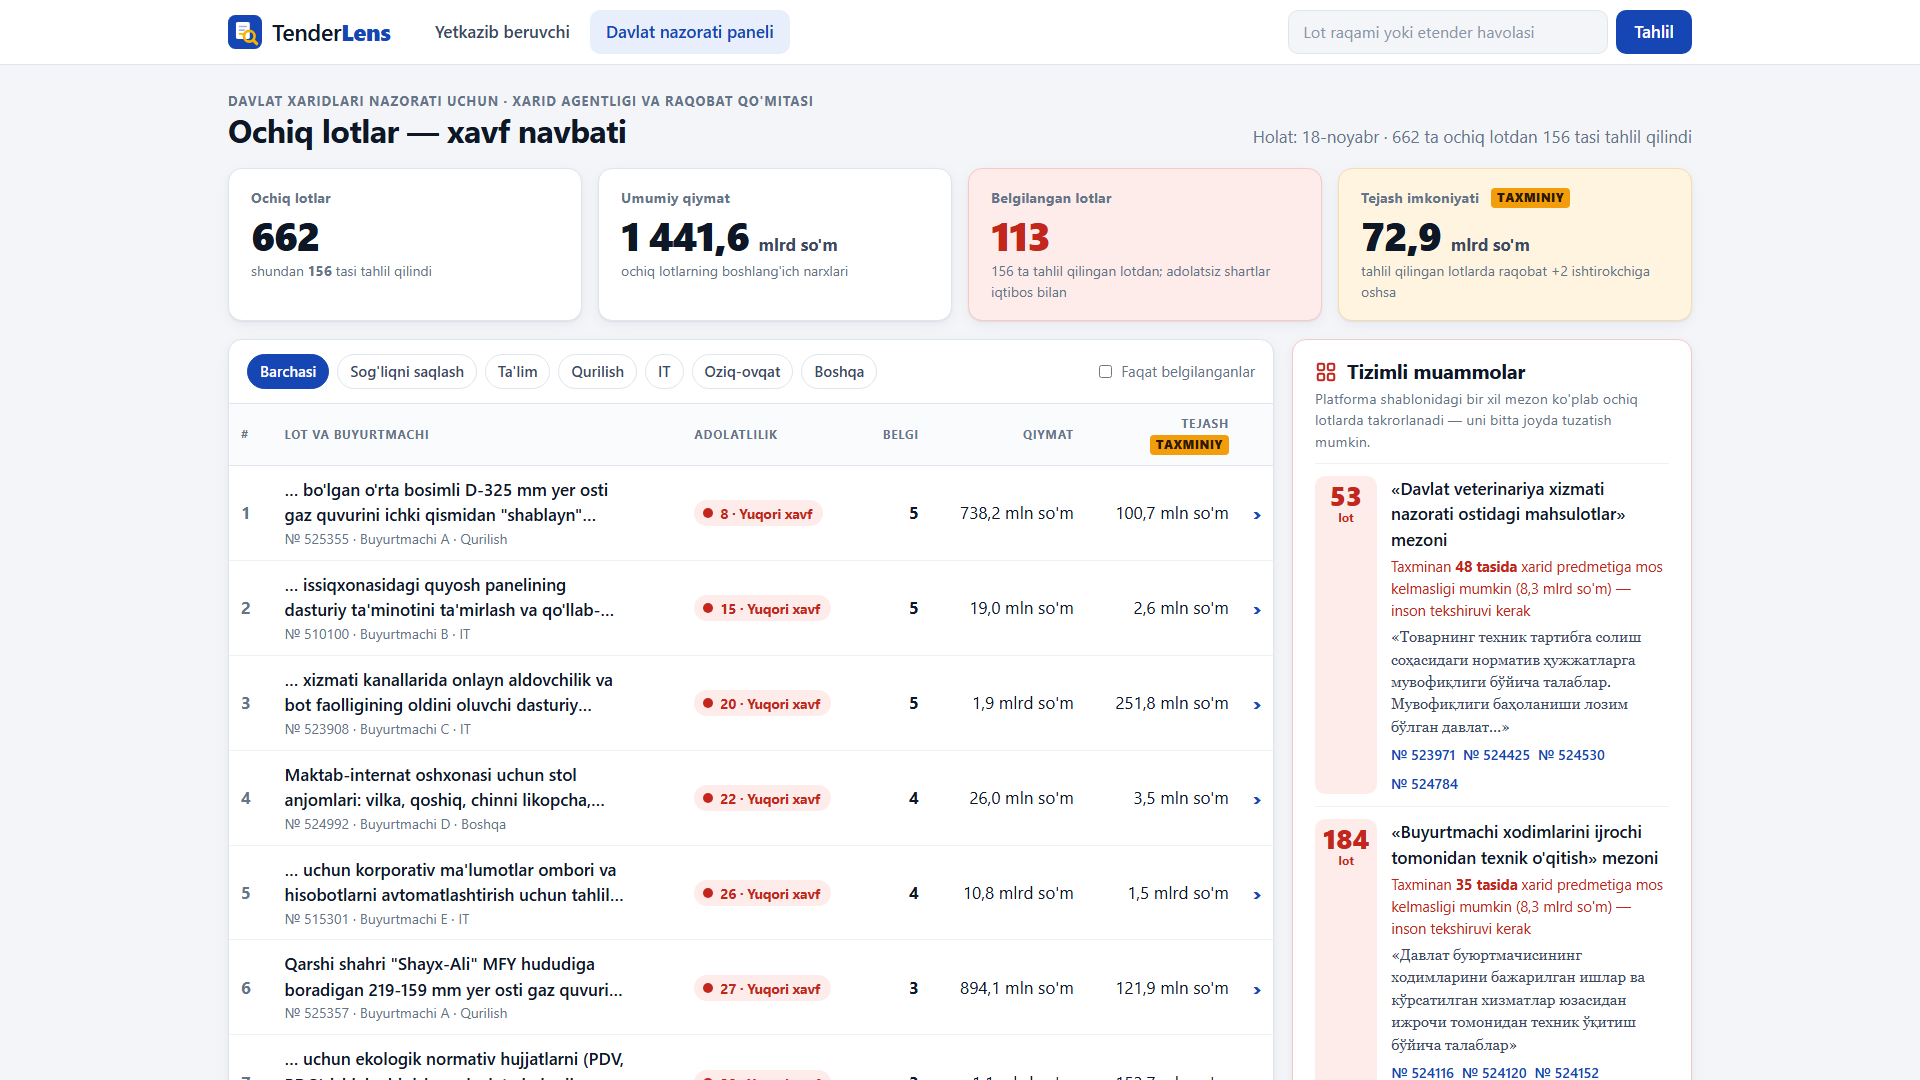 TenderLens
Yetkazib beruvchi
Davlat nazorati paneli
Lot raqami yoki etender havolasi
Tahlil
DAVLAT XARIDLARI NAZORATI UCHUN · XARID AGENTLIGI VA RAQOBAT QO'MITASI
Ochiq lotlar — xavf navbati
Holat: 18-noyabr · 662 ta ochiq lotdan 156 tasi tahlil qilindi
Ochiq lotlar
662
shundan 156 tasi tahlil qilindi
Umumiy qiymat
1 441,6 mlrd so'm
ochiq lotlarning boshlang'ich narxlari
Belgilangan lotlar
113
156 ta tahlil qilingan lotdan; adolatsiz shartlar
iqtibos bilan
Tejash imkoniyati TAXMINIY
72,9 mlrd so'm
tahlil qilingan lotlarda raqobat +2 ishtirokchiga
oshsa
Barchasi
Sog'liqni saqlash
Ta'lim
Qurilish
IT
Oziq-ovqat
Boshqa
Faqat belgilanganlar
# LOT VA BUYURTMACHI ADOLATLILIK BELGI QIYMAT TEJASH
TAXMINIY
1
... bo'lgan o'rta bosimli D-325 mm yer osti
gaz quvurini ichki qismidan "shablayn"...
№ 525355 · Buyurtmachi A · Qurilish
8 · Yuqori xavf
5
738,2 mln so'm
100,7 mln so'm
2
... issiqxonasidagi quyosh panelining
dasturiy ta'minotini ta'mirlash va qo'llab-...
№ 510100 · Buyurtmachi B · IT
15 · Yuqori xavf
5
19,0 mln so'm
2,6 mln so'm
3
... xizmati kanallarida onlayn aldovchilik va
bot faolligining oldini oluvchi dasturiy...
№ 523908 · Buyurtmachi C · IT
20 · Yuqori xavf
5
1,9 mlrd so'm
251,8 mln so'm
4
Maktab-internat oshxonasi uchun stol
anjomlari: vilka, qoshiq, chinni likopcha,...
№ 524992 · Buyurtmachi D · Boshqa
22 · Yuqori xavf
4
26,0 mln so'm
3,5 mln so'm
5
... uchun korporativ ma'lumotlar ombori va
hisobotlarni avtomatlashtirish uchun tahlil...
№ 515301 · Buyurtmachi E · IT
26 · Yuqori xavf
4
10,8 mlrd so'm
1,5 mlrd so'm
6
Qarshi shahri "Shayx-Ali" MFY hududiga
boradigan 219-159 mm yer osti gaz quvuri...
№ 525357 · Buyurtmachi A · Qurilish
27 · Yuqori xavf
3
894,1 mln so'm
121,9 mln so'm
... uchun ekologik normativ hujjatlarni (PDV,
Tizimli muammolar
Platforma shablonidagi bir xil mezon ko'plab ochiq
lotlarda takrorlanadi — uni bitta joyda tuzatish
mumkin.
53
lot
«Davlat veterinariya xizmati
nazorati ostidagi mahsulotlar»
mezoni
Taxminan 48 tasida xarid predmetiga mos
kelmasligi mumkin (8,3 mlrd so'm) —
inson tekshiruvi kerak
«Товарнинг техник тартибга солиш
соҳасидаги норматив ҳужжатларга
мувофиқлиги бўйича талаблар.
Мувофиқлиги баҳоланиши лозим
бўлган давлат...»
№ 523971 № 524425 № 524530
№ 524784
184
lot
«Buyurtmachi xodimlarini ijrochi
tomonidan texnik o'qitish» mezoni
Taxminan 35 tasida xarid predmetiga mos
kelmasligi mumkin (8,3 mlrd so'm) —
inson tekshiruvi kerak
«Давлат буюртмачисининг
ходимларини бажарилган ишлар ва
кўрсатилган хизматлар юзасидан
ижрочи томонидан техник ўқитиш
бўйича талаблар»
№ 524116 № 524120 № 524152